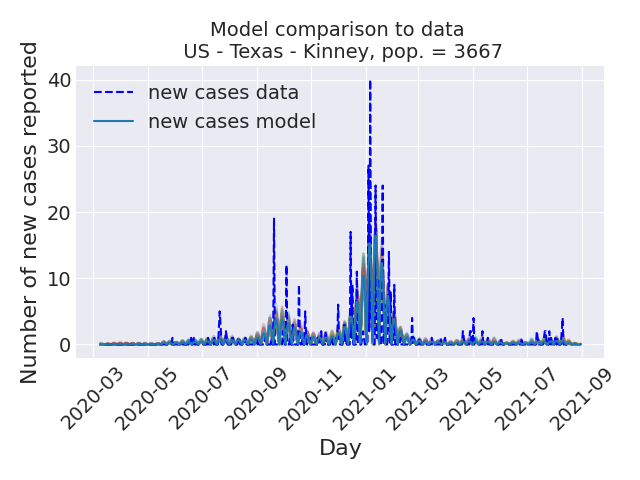 Model comparison to data
US - Texas - Kinney, pop. = 3667
Number of new cases reported
40
30
20
10
0
new cases data
new cases model
2020-03
2020-05
2020-07
2020-09
2020-11
2021-01
2021-03
2021-05
2021-07
2021-09
Day